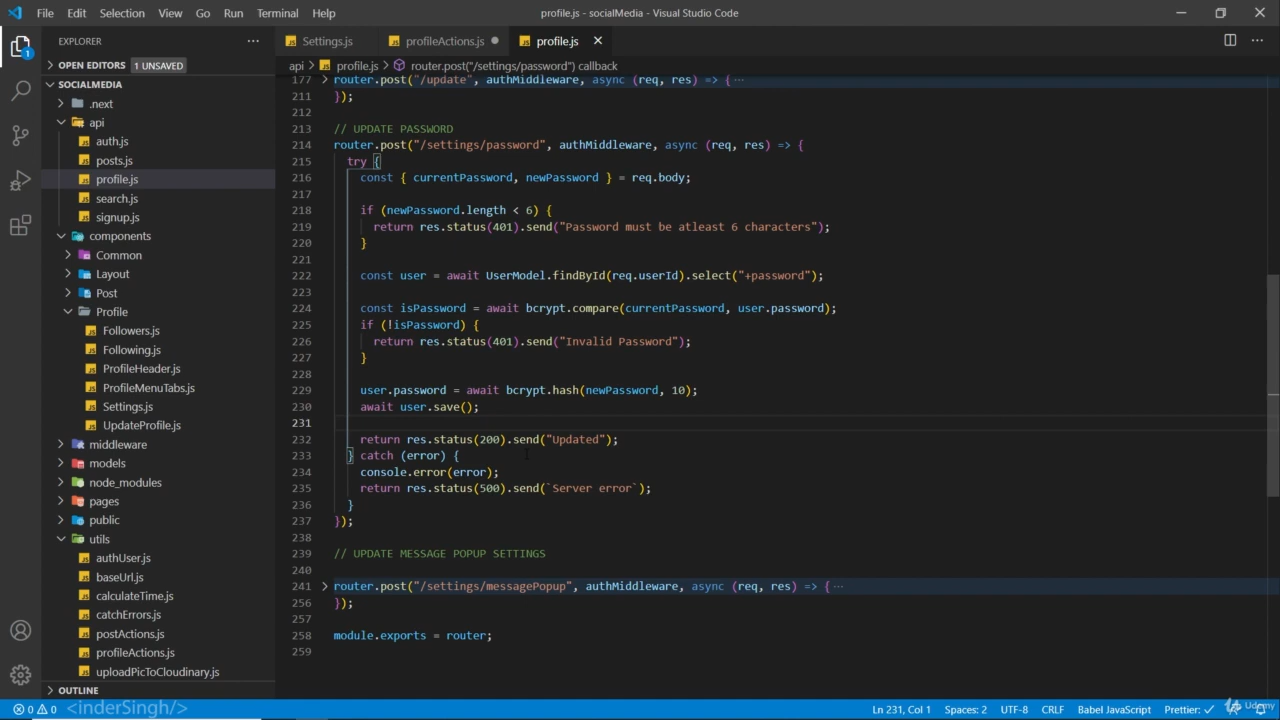 File Edit Selection View Go Run Terminal Help profile.js - socialMedia - Visual Studio Code
EXPLORER ··· Settings.js profileActions.js profile.js
OPEN EDITORS 1 UNSAVED
api > profile.js > router.post("/settings/password") callback
SOCIALMEDIA
.next
api
auth.js
posts.js
profile.js
search.js
signup.js
components
Common
Layout
Post
Profile
Followers.js
Following.js
ProfileHeader.js
ProfileMenuTabs.js
Settings.js
UpdateProfile.js
middleware
models
node_modules
pages
public
utils
authUser.js
baseUrl.js
calculateTime.js
catchErrors.js
postActions.js
profileActions.js
uploadPicToCloudinary.js
OUTLINE
177 router.post("/update", authMiddleware, async (req, res) => { ···
211 });
212
213 // UPDATE PASSWORD
214 router.post("/settings/password", authMiddleware, async (req, res) => {
215 try {
216 const { currentPassword, newPassword } = req.body;
217
218 if (newPassword.length < 6) {
219 return res.status(401).send("Password must be atleast 6 characters");
220 }
221
222 const user = await UserModel.findById(req.userId).select("+password");
223
224 const isPassword = await bcrypt.compare(currentPassword, user.password);
225 if (!isPassword) {
226 return res.status(401).send("Invalid Password");
227 }
228
229 user.password = await bcrypt.hash(newPassword, 10);
230 await user.save();
231
232 return res.status(200).send("Updated");
233 } catch (error) {
234 console.error(error);
235 return res.status(500).send(`Server error`);
236 }
237 });
238
239 // UPDATE MESSAGE POPUP SETTINGS
240
241 router.post("/settings/messagePopup", authMiddleware, async (req, res) => { ···
256 });
257
258 module.exports = router;
259
0 0 <inderSingh/> Ln 231, Col 1 Spaces: 2 UTF-8 CRLF Babel JavaScript Prettier: ✓
Udemy
1